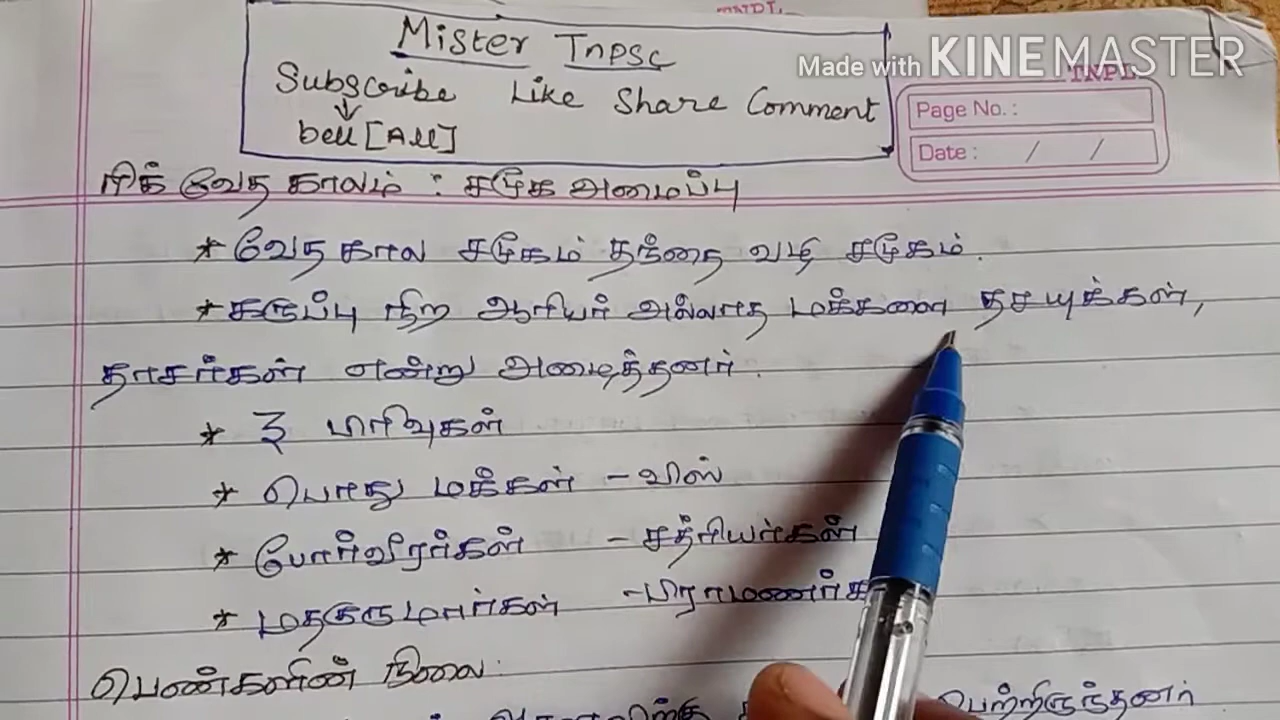 TNPL
Mister Tnpsc
Made with KINEMASTER
Subscribe Like Share Comment
bell [All]
TNPL
Page No.:
Date: / /
ரிக் வேத காலம் : சமூக அமைப்பு
* வேத கால சமூகம் தந்தை வழி சமூகம்.
* கருப்பு நிற ஆரியர் அல்லாத மக்களை தசயுக்கள்,
தாசர்கள் என்று அழைத்தனர்.
* 3 பிரிவுகள்
* பொது மக்கள் - விஸ்
* போர்வீரர்கள் - சத்ரியர்கள்
* மதகுருமார்கள் - பிராமணர்க
பெண்களின் நிலை:
பெற்றிருந்தனர்